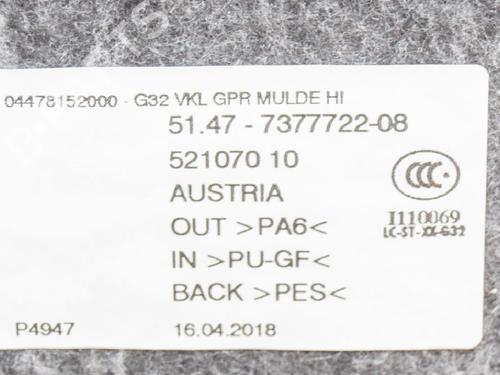 04478152000 - G32 VKL GPR MULDE HI
51.47 - 7377722-08
521070 10
AUSTRIA
OUT >PA6<
CCC
I110069
LC-ST-XX-G32
IN >PU-GF<
BACK >PES<
P4947
16.04.2018